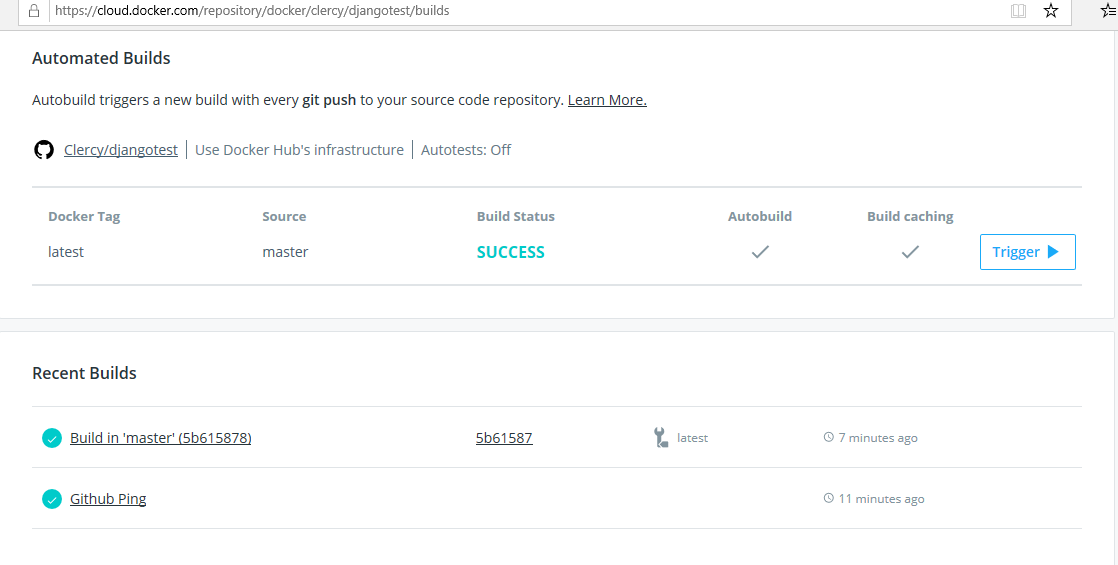 https://cloud.docker.com/repository/docker/clercy/djangotest/builds
Automated Builds
Autobuild triggers a new build with every git push to your source code repository. Learn More.
Clercy/djangotest | Use Docker Hub's infrastructure | Autotests: Off
Docker Tag Source Build Status Autobuild Build caching
latest master SUCCESS Trigger
Recent Builds
Build in 'master' (5b615878) 5b61587 latest 7 minutes ago
Github Ping 11 minutes ago